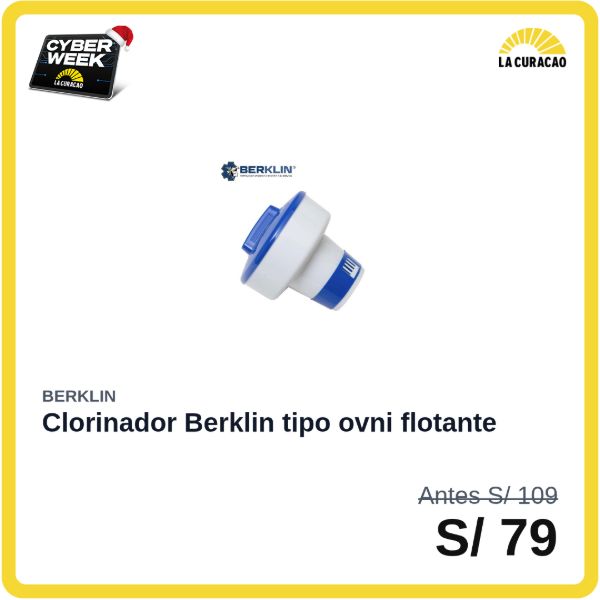 CYBER
WEEK
LA CURACAO
LA CURACAO
BERKLIN®
BERKLIN
Clorinador Berklin tipo ovni flotante
Antes S/ 109
S/ 79